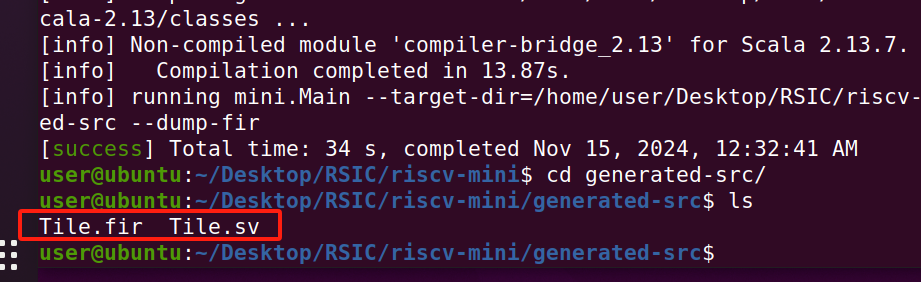 cala-2.13/classes ...
[info] Non-compiled module 'compiler-bridge_2.13' for Scala 2.13.7.
[info]   Compilation completed in 13.87s.
[info] running mini.Main --target-dir=/home/user/Desktop/RSIC/riscv-
ed-src --dump-fir
[success] Total time: 34 s, completed Nov 15, 2024, 12:32:41 AM
user@ubuntu:~/Desktop/RSIC/riscv-mini$ cd generated-src/
user@ubuntu:~/Desktop/RSIC/riscv-mini/generated-src$ ls
Tile.fir  Tile.sv
user@ubuntu:~/Desktop/RSIC/riscv-mini/generated-src$